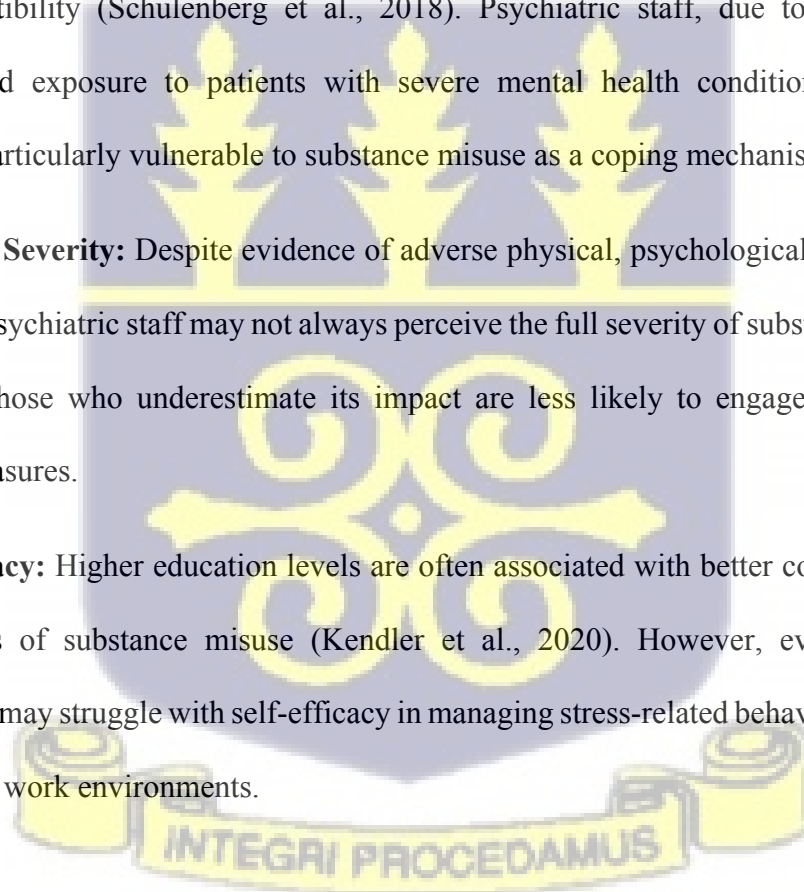 tibility (Schulenberg et al., 2018). Psychiatric staff, due to
d exposure to patients with severe mental health condition
articularly vulnerable to substance misuse as a coping mechanis
Severity: Despite evidence of adverse physical, psychological
sychiatric staff may not always perceive the full severity of subst
hose who underestimate its impact are less likely to engage
asures.
acy: Higher education levels are often associated with better co
s of substance misuse (Kendler et al., 2020). However, ev
may struggle with self-efficacy in managing stress-related behav
work environments.
INTEGRI PROCEDAMUS